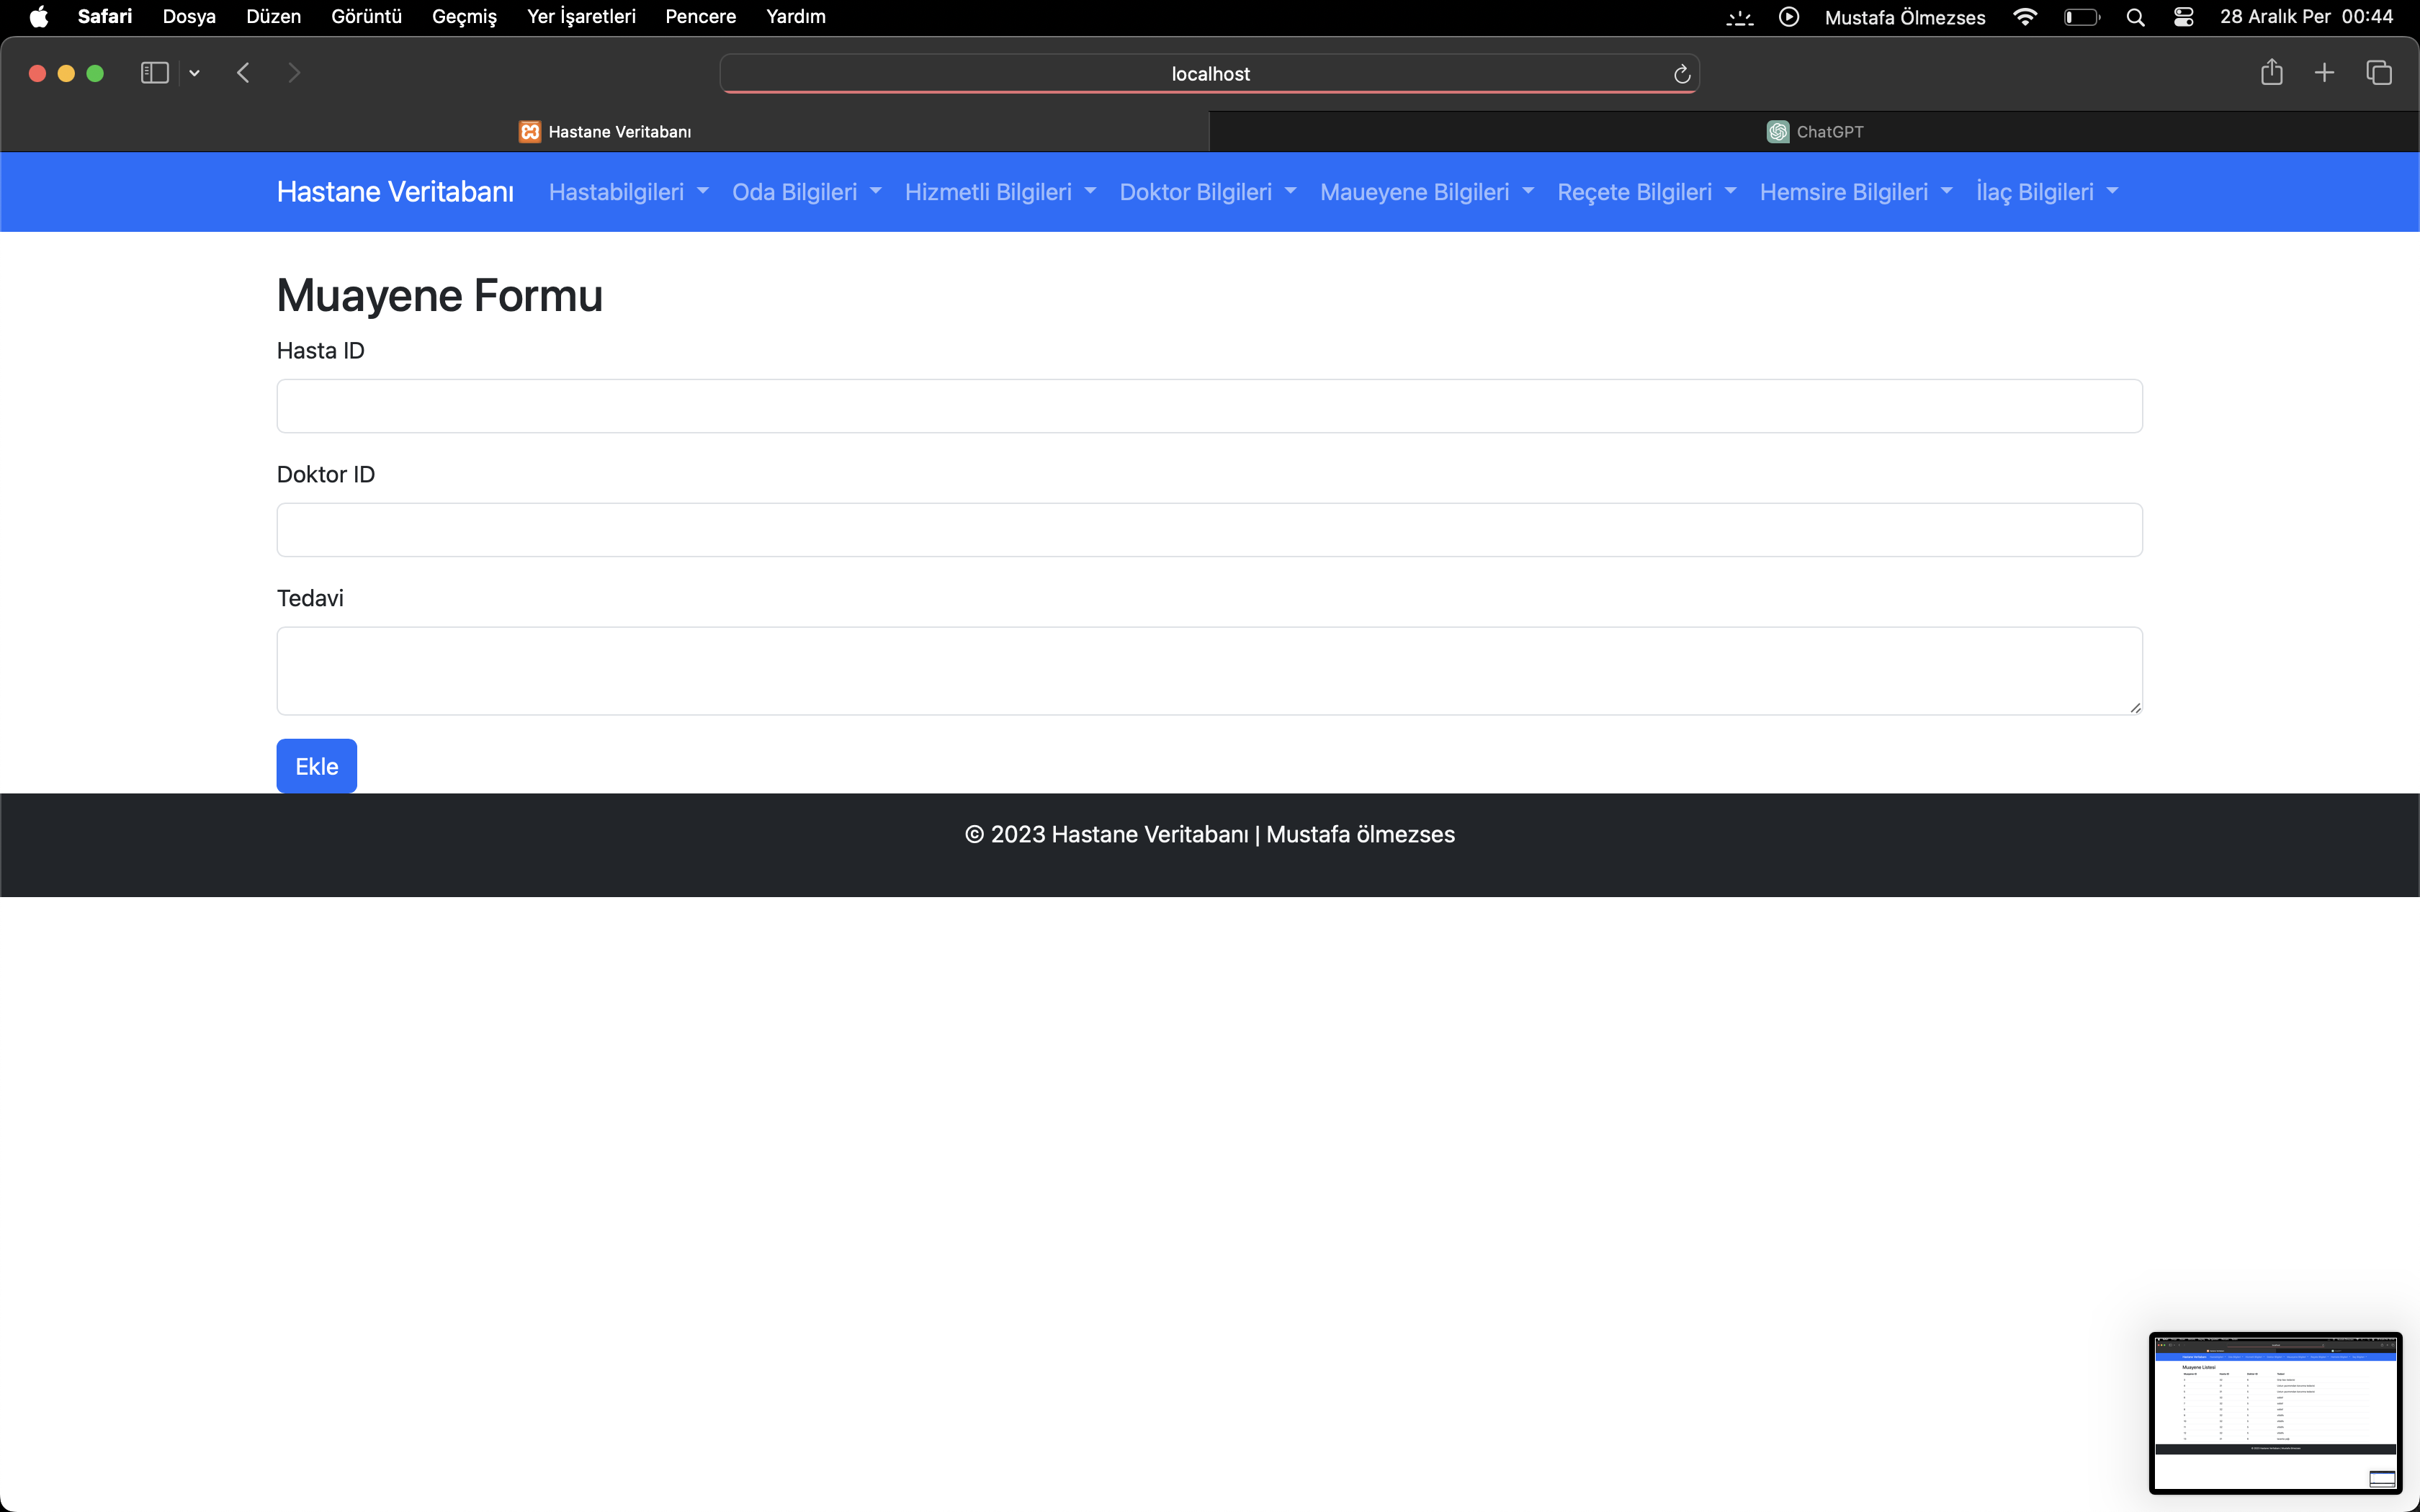 Safari Dosya Düzen Görüntü Geçmiş Yer İşaretleri Pencere Yardım Mustafa Ölmezses 28 Aralık Per 00:44
localhost
Hastane Veritabanı ChatGPT
Hastane Veritabanı Hastabilgileri Oda Bilgileri Hizmetli Bilgileri Doktor Bilgileri Maueyene Bilgileri Reçete Bilgileri Hemsire Bilgileri İlaç Bilgileri
Muayene Formu
Hasta ID
Doktor ID
Tedavi
Ekle
© 2023 Hastane Veritabanı | Mustafa ölmezses
Muayene Listesi